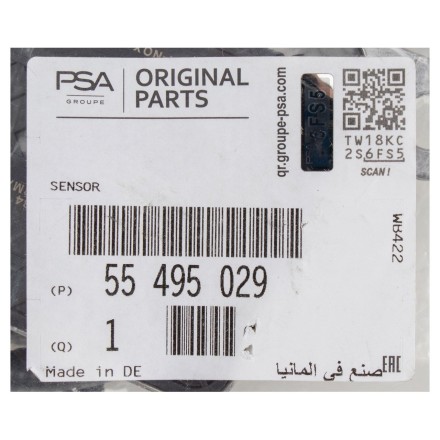 PSA
GROUPE
ORIGINAL
PARTS
qr.groupe-psa.com
6FS5
TW18KC
2S6FS5
SCAN!
SENSOR
WB422
(P) 55 495 029
(Q) 1
Made in DE
صنع في المانيا
EAC